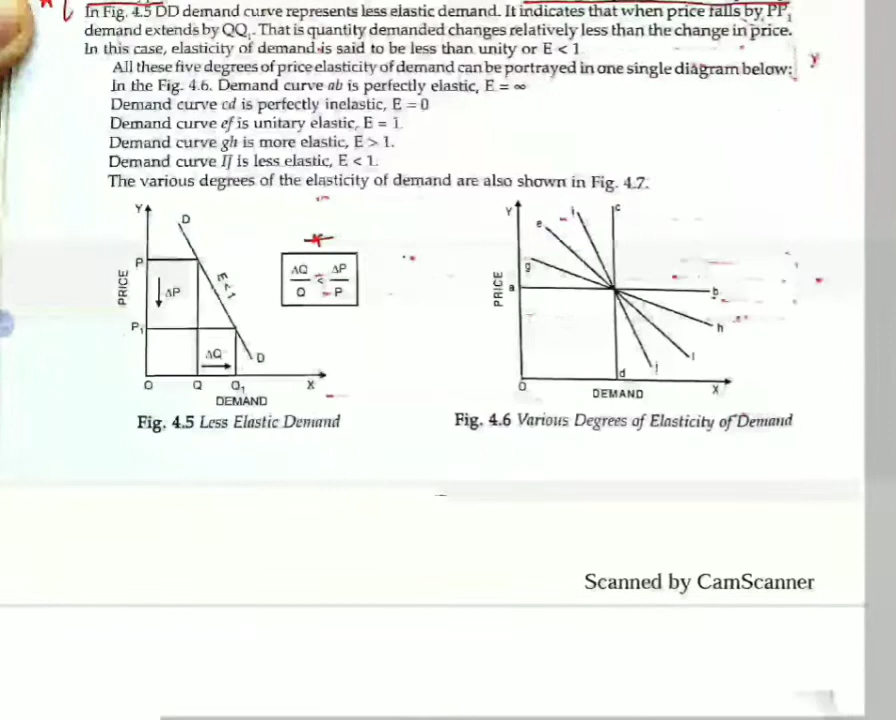 In Fig. 4.5 DD demand curve represents less elastic demand. It indicates that when price falls by PP1
demand extends by QQ1. That is quantity demanded changes relatively less than the change in price.
In this case, elasticity of demand is said to be less than unity or E < 1
All these five degrees of price elasticity of demand can be portrayed in one single diagram below:
In the Fig. 4.6. Demand curve ab is perfectly elastic, E = ∞
Demand curve cd is perfectly inelastic, E = 0
Demand curve ef is unitary elastic, E = 1.
Demand curve gh is more elastic, E > 1.
Demand curve IJ is less elastic, E < 1.
The various degrees of the elasticity of demand are also shown in Fig. 4.7.
Y
D
P
PRICE
ΔP
E < 1
P1
ΔQ
D
O Q Q1 X
DEMAND
ΔQ/Q < ΔP/P
Fig. 4.5 Less Elastic Demand
Y
c
i
e
g
PRICE
a
b
h
j
d
O
DEMAND
X
Fig. 4.6 Various Degrees of Elasticity of Demand
Scanned by CamScanner